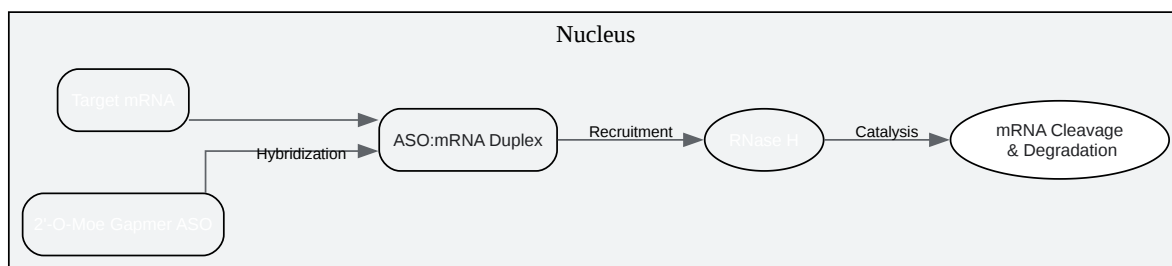 Nucleus
Target mRNA
Hybridization
2'-O-Moe Gapmer ASO
ASO:mRNA Duplex
Recruitment
RNase H
Catalysis
mRNA Cleavage
& Degradation